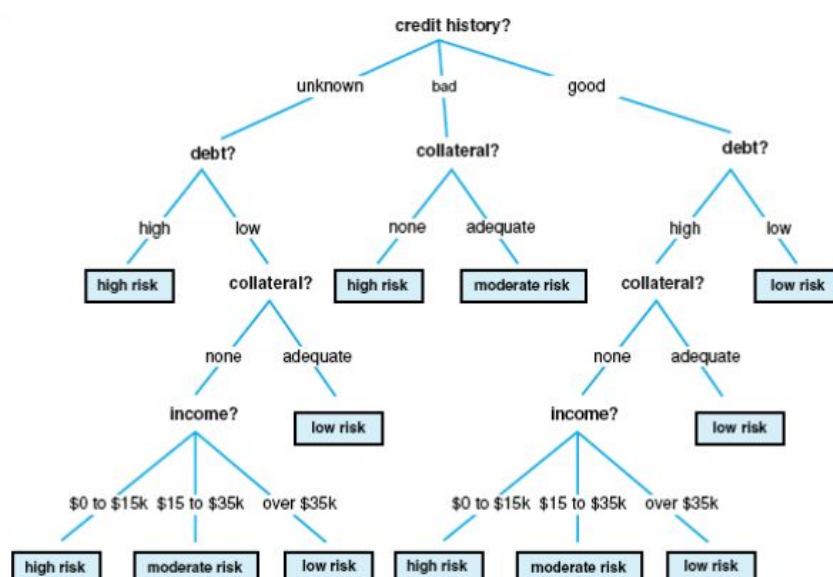 credit history?
unknown bad good
debt? collateral? debt?
high low none adequate high low
high risk collateral? high risk moderate risk collateral? low risk
none adequate none adequate
income? low risk income? low risk
$0 to $15k $15 to $35k over $35k $0 to $15k $15 to $35k over $35k
high risk moderate risk low risk high risk moderate risk low risk